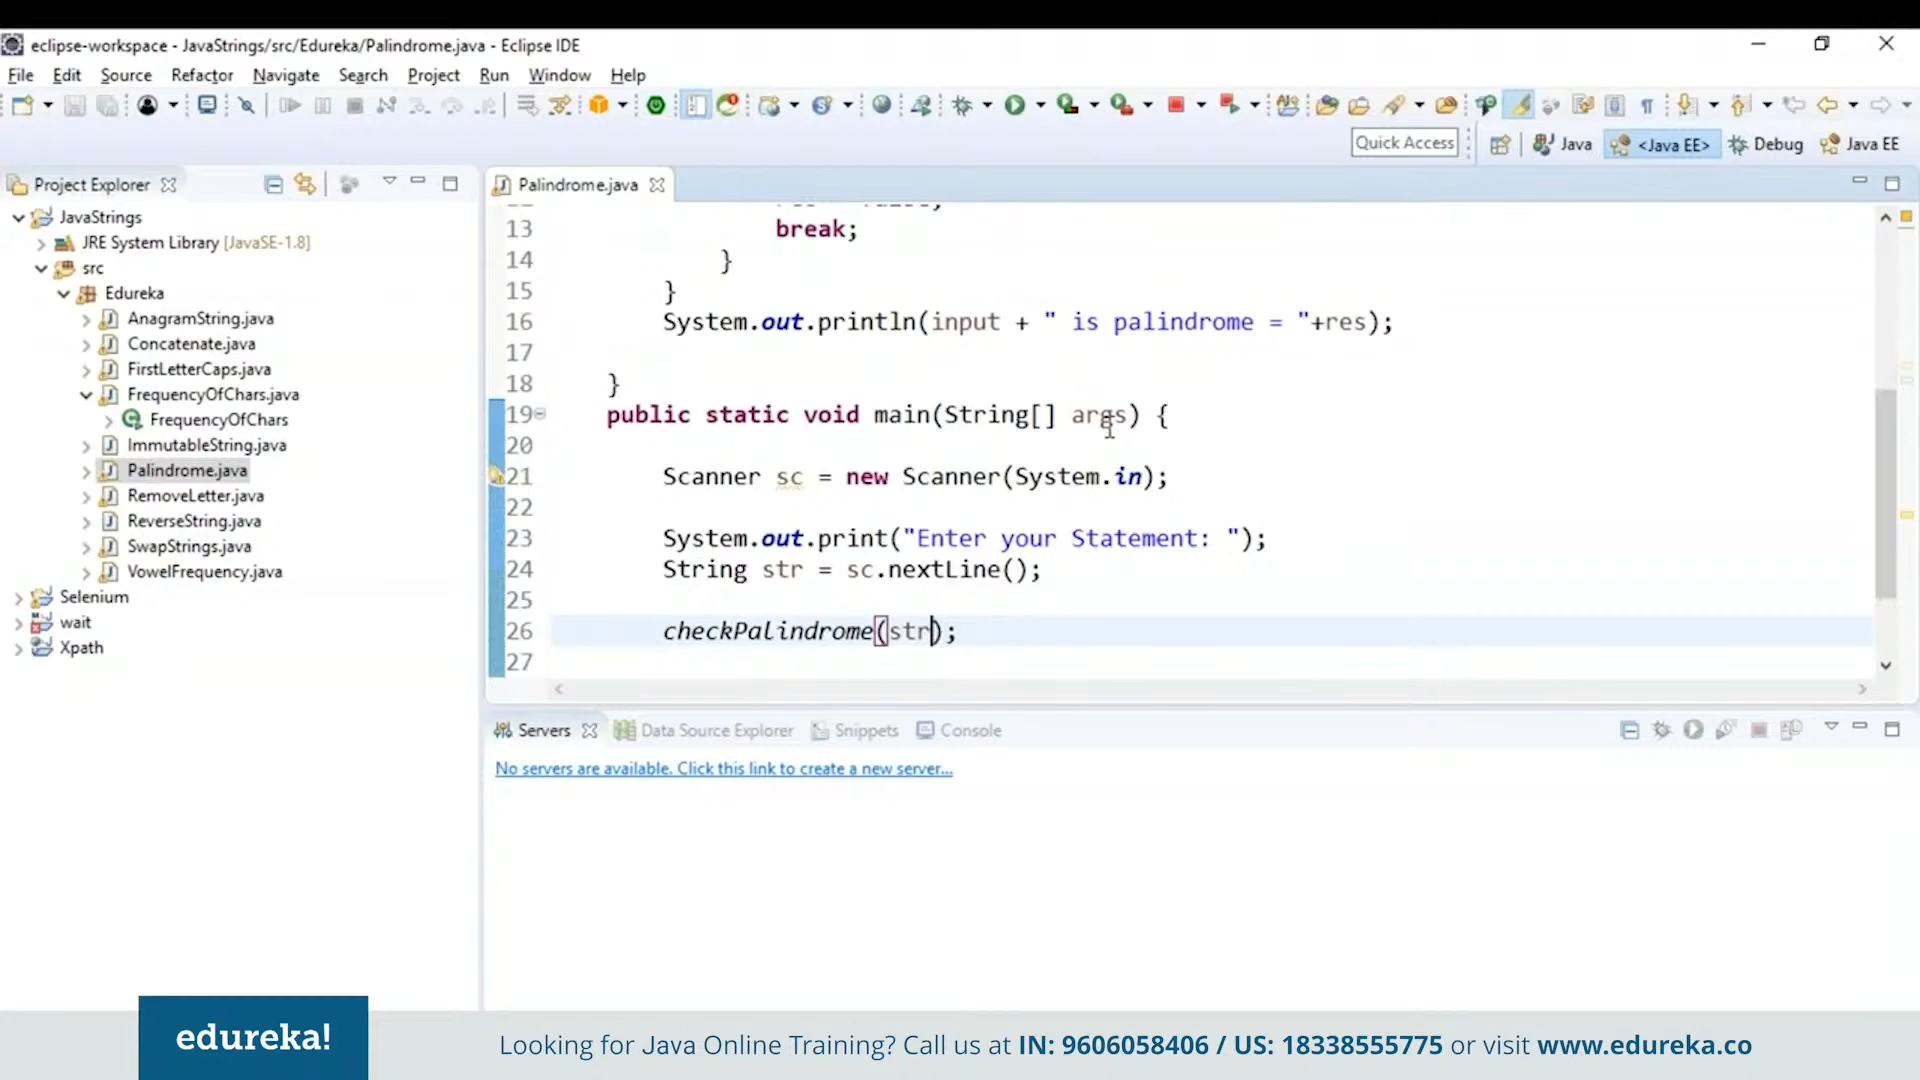 eclipse-workspace - JavaStrings/src/Edureka/Palindrome.java - Eclipse IDE
File Edit Source Refactor Navigate Search Project Run Window Help
Quick Access Java <Java EE> Debug Java EE
Project Explorer
JavaStrings
JRE System Library [JavaSE-1.8]
src
Edureka
AnagramString.java
Concatenate.java
FirstLetterCaps.java
FrequencyOfChars.java
FrequencyOfChars
ImmutableString.java
Palindrome.java
RemoveLetter.java
ReverseString.java
SwapStrings.java
VowelFrequency.java
Selenium
wait
Xpath
Palindrome.java
13 break;
14 }
15 }
16 System.out.println(input + " is palindrome = "+res);
17
18 }
19 public static void main(String[] args) {
20
21 Scanner sc = new Scanner(System.in);
22
23 System.out.print("Enter your Statement: ");
24 String str = sc.nextLine();
25
26 checkPalindrome(str);
27
Servers Data Source Explorer Snippets Console
No servers are available. Click this link to create a new server...
edureka!
Looking for Java Online Training? Call us at IN: 9606058406 / US: 18338555775 or visit www.edureka.co